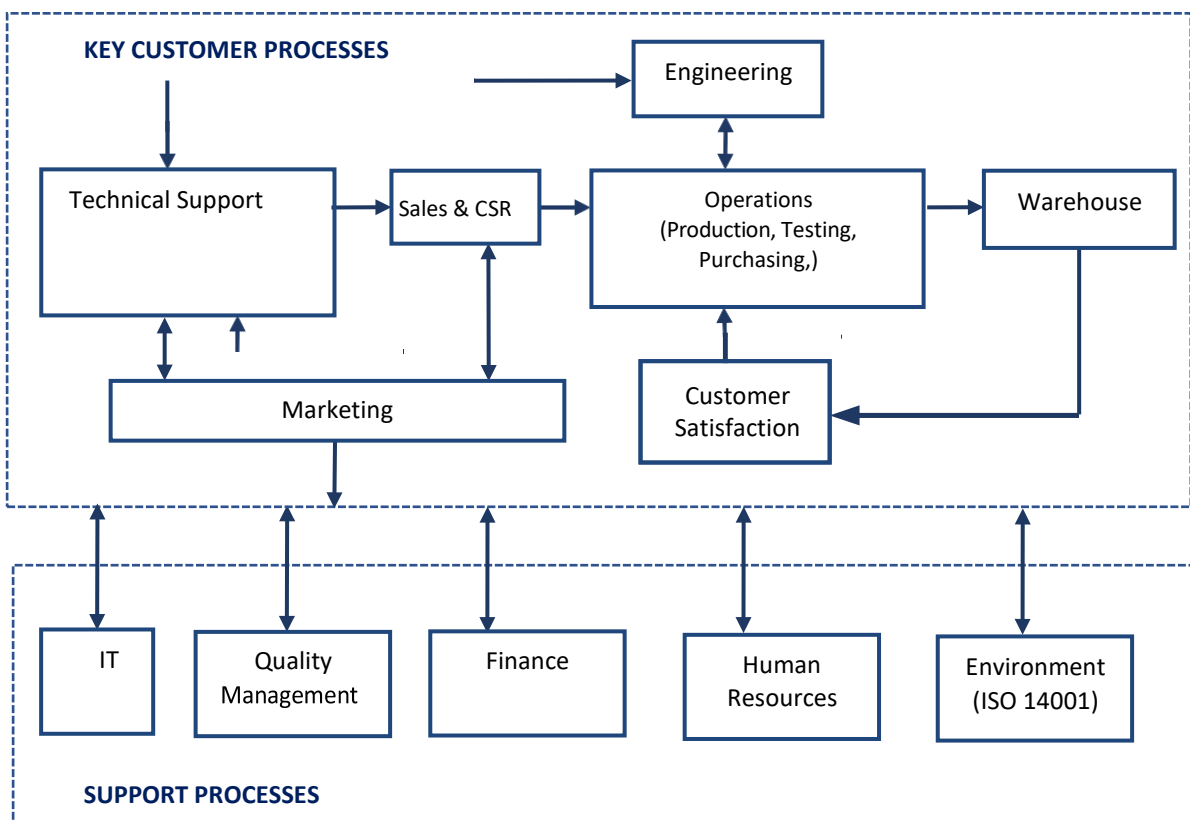 KEY CUSTOMER PROCESSES
Engineering
Technical Support
Sales & CSR
Operations
(Production, Testing,
Purchasing,)
Warehouse
Marketing
Customer
Satisfaction
IT
Quality
Management
Finance
Human
Resources
Environment
(ISO 14001)
SUPPORT PROCESSES